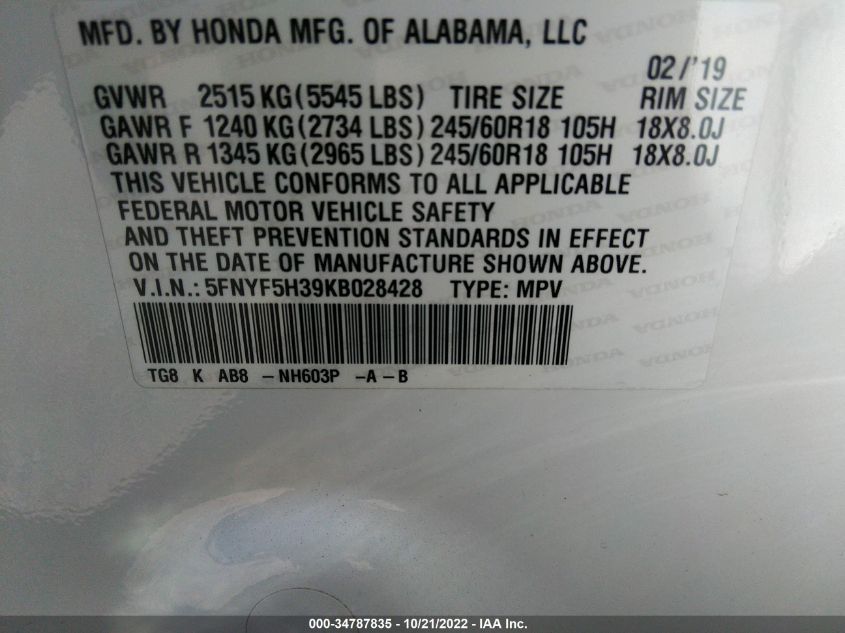 MFD. BY HONDA MFG. OF ALABAMA, LLC
02/'19
GVWR 2515 KG(5545 LBS) TIRE SIZE RIM SIZE
GAWR F 1240 KG(2734 LBS) 245/60R18 105H 18X8.0J
GAWR R 1345 KG(2965 LBS) 245/60R18 105H 18X8.0J
THIS VEHICLE CONFORMS TO ALL APPLICABLE
FEDERAL MOTOR VEHICLE SAFETY
AND THEFT PREVENTION STANDARDS IN EFFECT
ON THE DATE OF MANUFACTURE SHOWN ABOVE.
V.I.N.: 5FNYF5H39KB028428 TYPE: MPV
TG8 K AB8 -NH603P -A-B
000-34787835 - 10/21/2022 - IAA Inc.